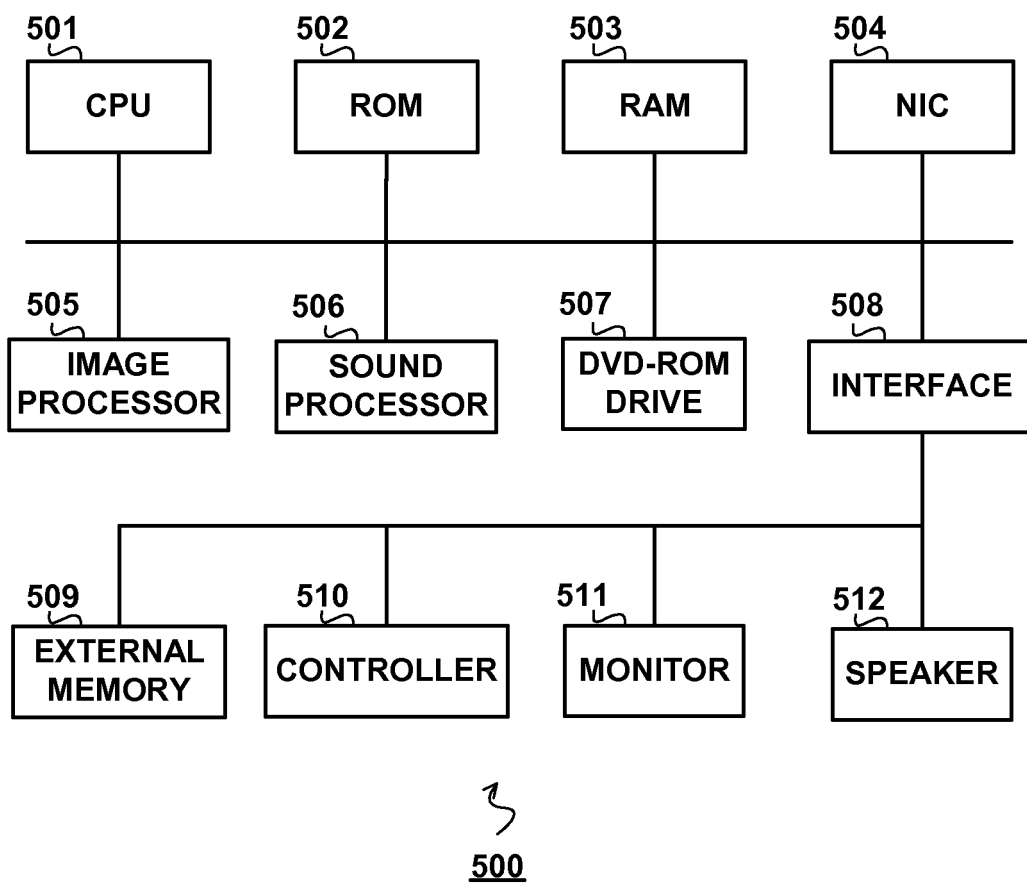 501 502 503 504
CPU ROM RAM NIC
505 506 507 508
IMAGE PROCESSOR
SOUND PROCESSOR
DVD-ROM DRIVE
INTERFACE
509 510 511 512
EXTERNAL MEMORY
CONTROLLER
MONITOR
SPEAKER
500